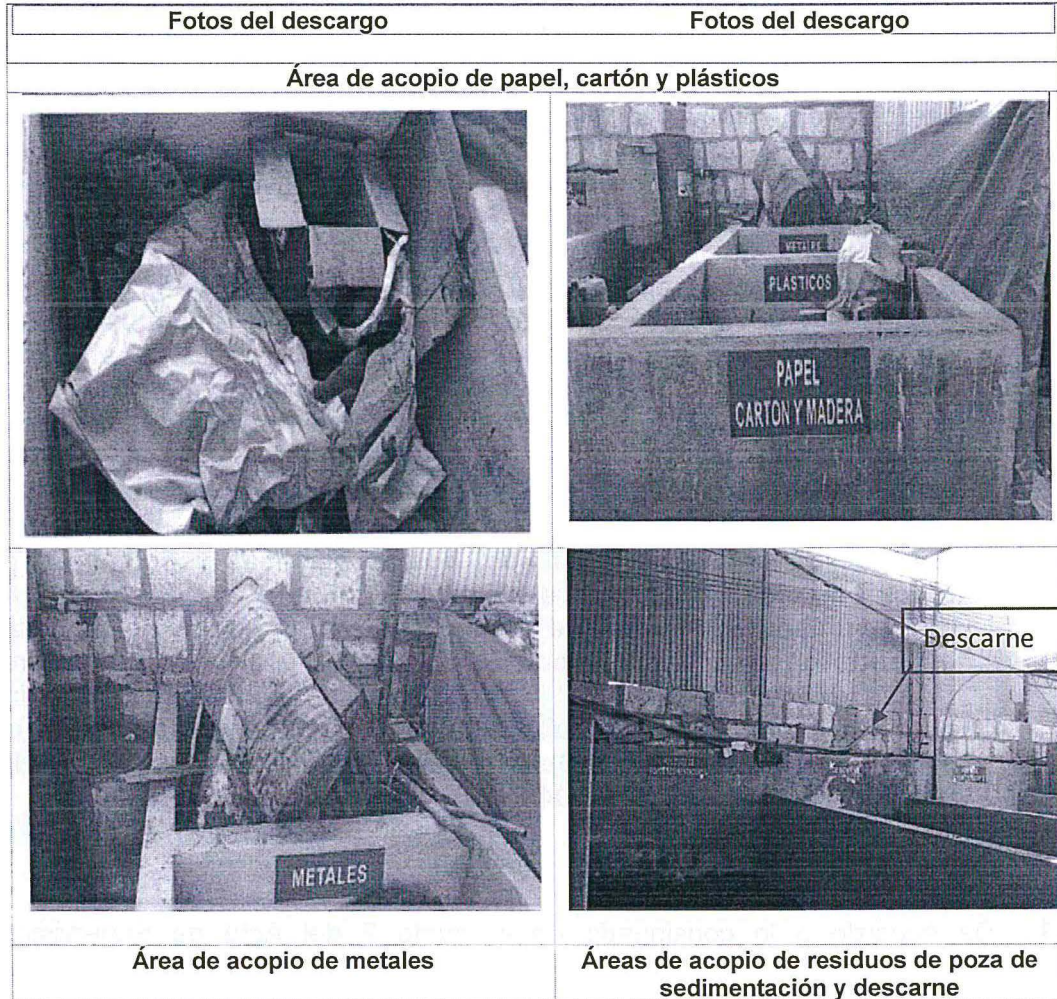 Fotos del descargo
Fotos del descargo
Área de acopio de papel, cartón y plásticos
METALES
PLÁSTICOS
PAPEL
CARTON Y MADERA
METALES
Descarne
Área de acopio de metales
Áreas de acopio de residuos de poza de
sedimentación y descarne